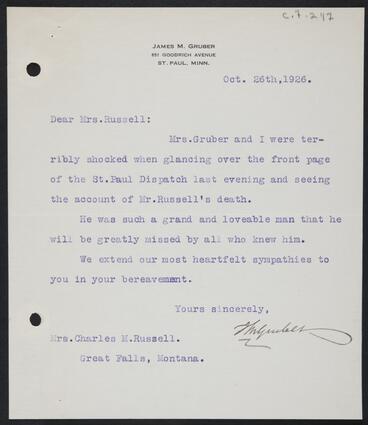 c.7.247
JAMES M. GRUBER
851 GOODRICH AVENUE
ST. PAUL, MINN.
Oct. 26th,1926.
Dear Mrs.Russell:
Mrs.Gruber and I were ter-
ribly shocked when glancing over the front page
of the St.Paul Dispatch last evening and seeing
the account of Mr.Russell's death.
He was such a grand and loveable man that he
will be greatly missed by all who knew him.
We extend our most heartfelt sympathies to
you in your bereavement.
Yours sincerely,
JMGruber
Mrs.Charles M.Russell.
Great Falls, Montana.